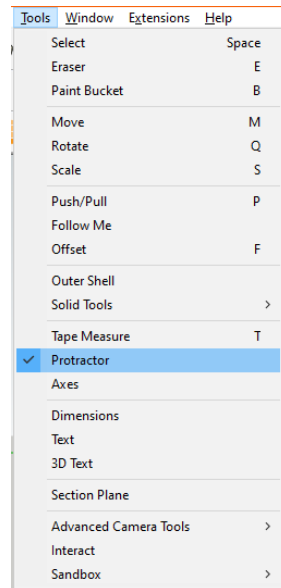 Tools Window Extensions Help
Select Space
Eraser E
Paint Bucket B
Move M
Rotate Q
Scale S
Push/Pull P
Follow Me
Offset F
Outer Shell
Solid Tools
Tape Measure T
Protractor
Axes
Dimensions
Text
3D Text
Section Plane
Advanced Camera Tools
Interact
Sandbox